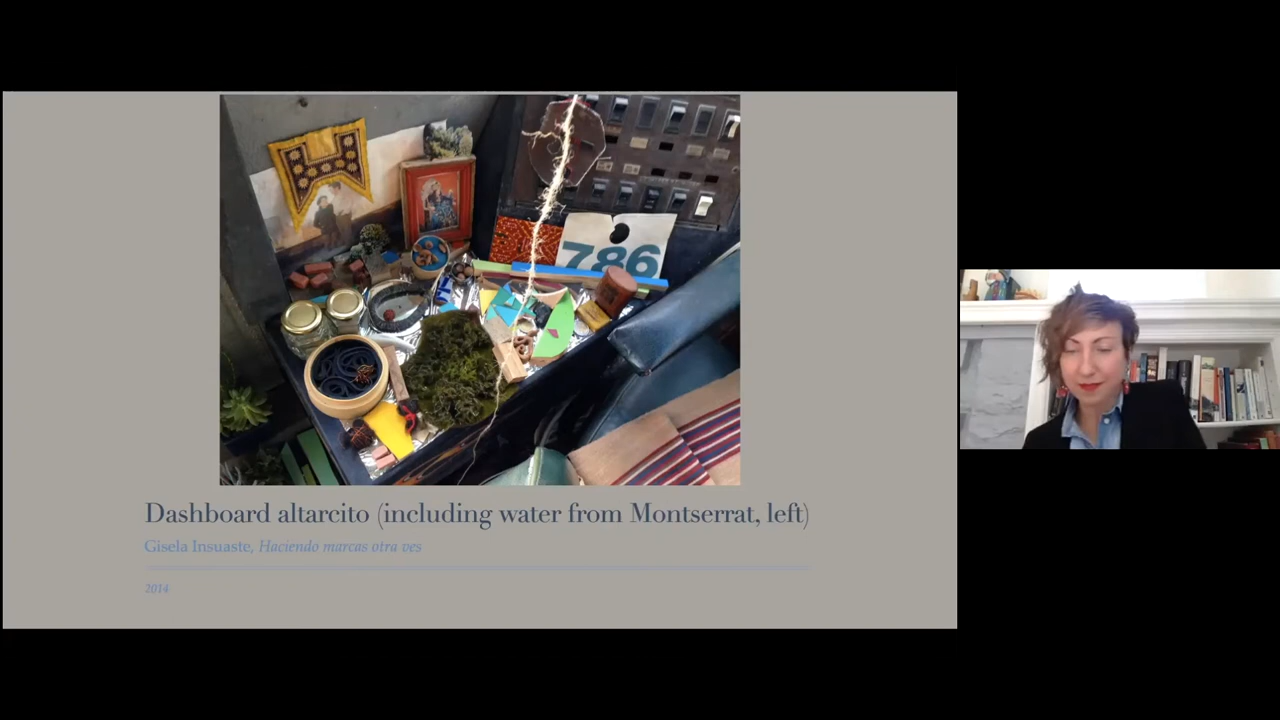 786
Dashboard altarcito (including water from Montserrat, left)
Gisela Insuaste, Haciendo marcas otra ves
2014